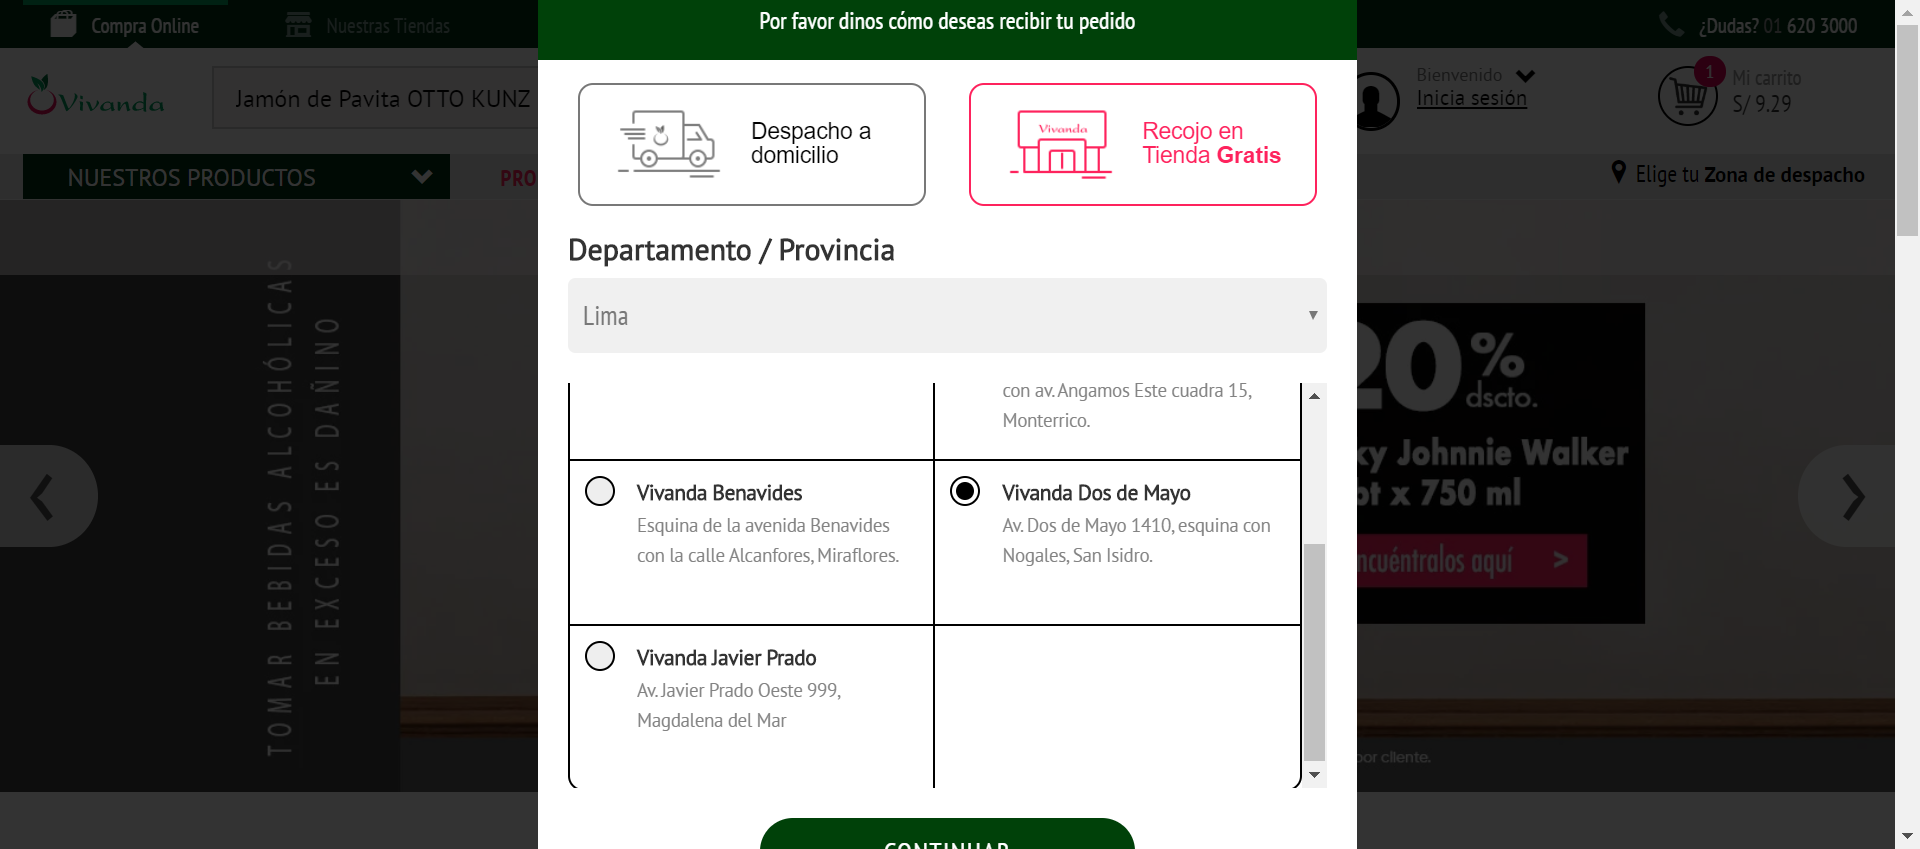 Compra Online
Nuestras Tiendas
Por favor dinos cómo deseas recibir tu pedido
¿Dudas? 01 620 3000
Vivanda
Jamón de Pavita OTTO KUNZ
Bienvenido
Inicia sesión
1
Mi carrito
S/ 9.29
Despacho a
domicilio
Vivanda
Recojo en
Tienda Gratis
NUESTROS PRODUCTOS
PRO
Elige tu Zona de despacho
Departamento / Provincia
Lima
con av. Angamos Este cuadra 15,
Monterrico.
Vivanda Benavides
Esquina de la avenida Benavides
con la calle Alcanfores, Miraflores.
Vivanda Dos de Mayo
Av. Dos de Mayo 1410, esquina con
Nogales, San Isidro.
Vivanda Javier Prado
Av. Javier Prado Oeste 999,
Magdalena del Mar
CONTINUAR
TOMAR BEBIDAS ALCOHÓLICAS
EN EXCESO ES DAÑINO
20%
dscto.
ky Johnnie Walker
ot x 750 ml
ncuéntralos aquí >
por cliente.